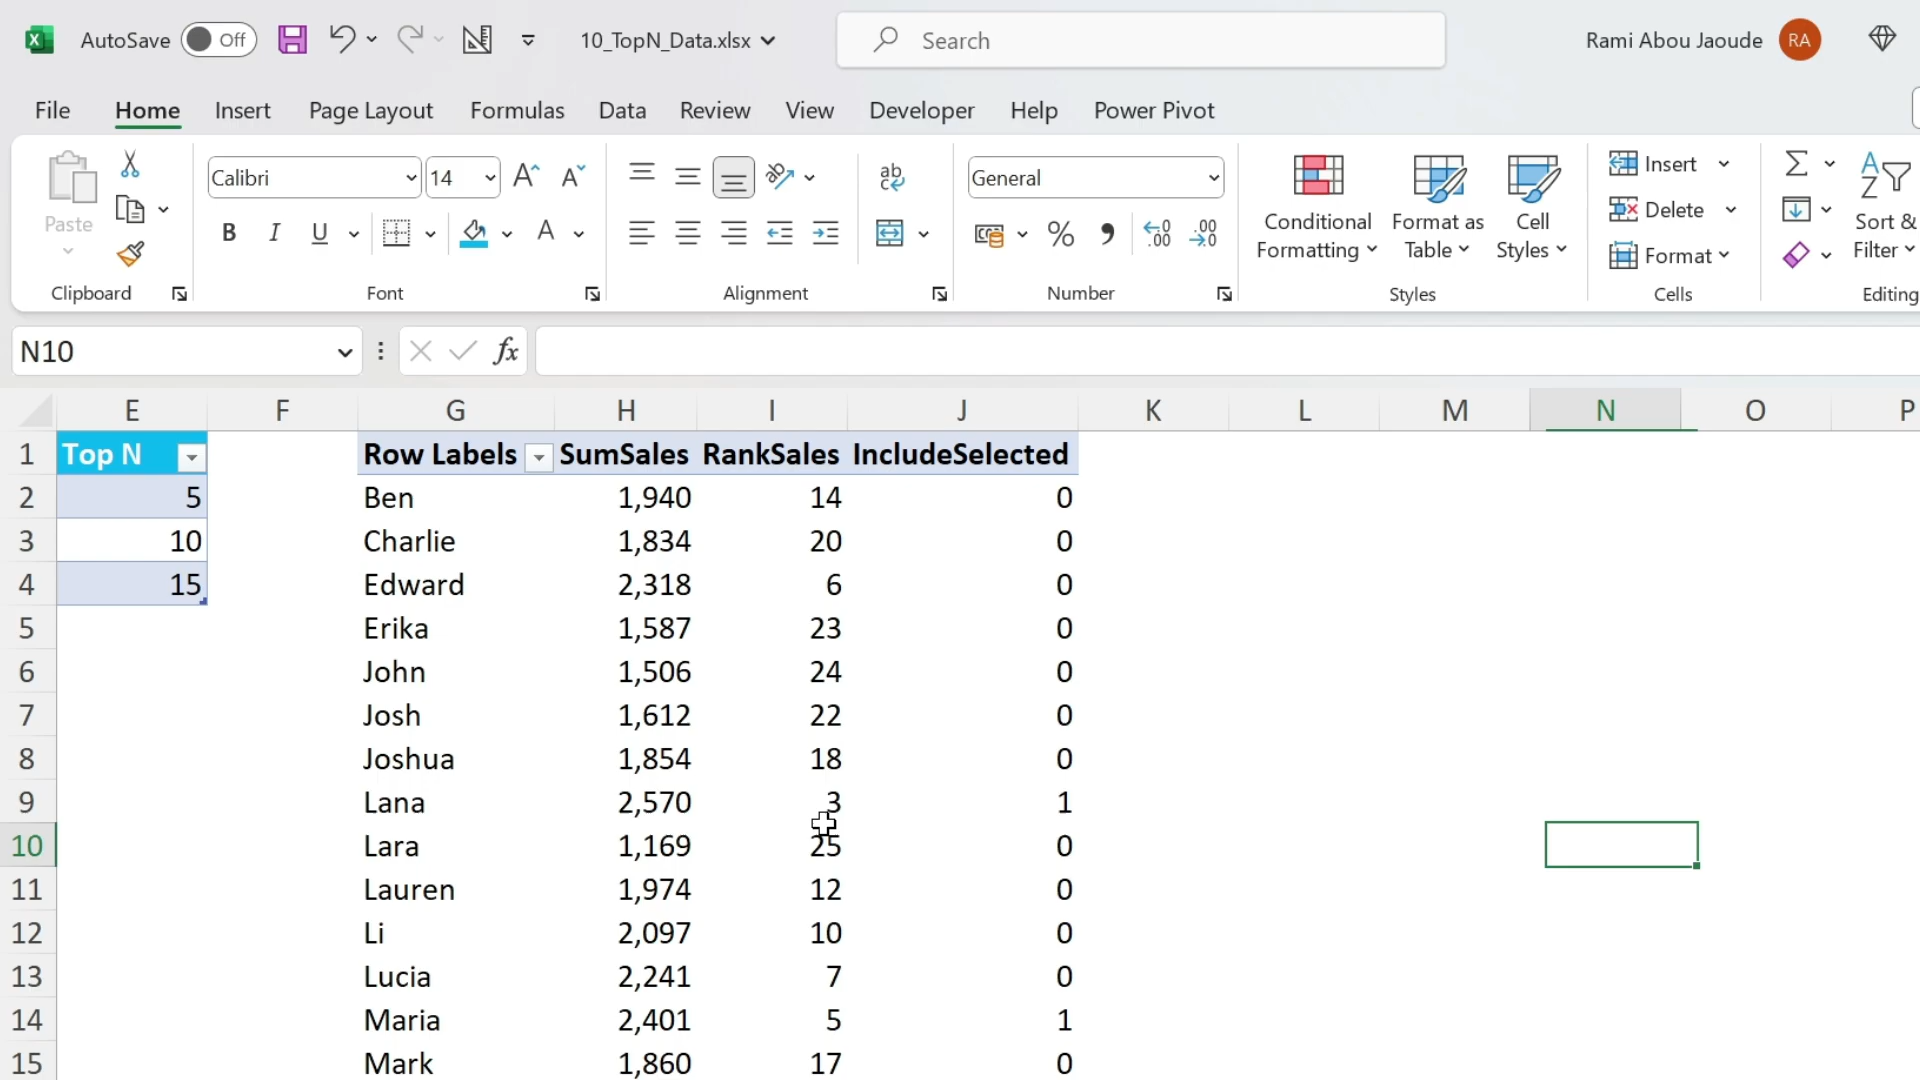 AutoSave Off 10_TopN_Data.xlsx Search Rami Abou Jaoude RA
File Home Insert Page Layout Formulas Data Review View Developer Help Power Pivot
Paste
Clipboard
Calibri 14
B I U A
Font
ab
Alignment
General
% 9 .00 .00
Number
Conditional Formatting
Format as Table
Cell Styles
Styles
Insert
Delete
Format
Cells
Sort &
Filter
Editing
N10 fx
E F G H I J K L M N O P
1 Top N Row Labels SumSales RankSales IncludeSelected
2 5 Ben 1,940 14 0
3 10 Charlie 1,834 20 0
4 15 Edward 2,318 6 0
5 Erika 1,587 23 0
6 John 1,506 24 0
7 Josh 1,612 22 0
8 Joshua 1,854 18 0
9 Lana 2,570 3 1
10 Lara 1,169 25 0
11 Lauren 1,974 12 0
12 Li 2,097 10 0
13 Lucia 2,241 7 0
14 Maria 2,401 5 1
15 Mark 1,860 17 0